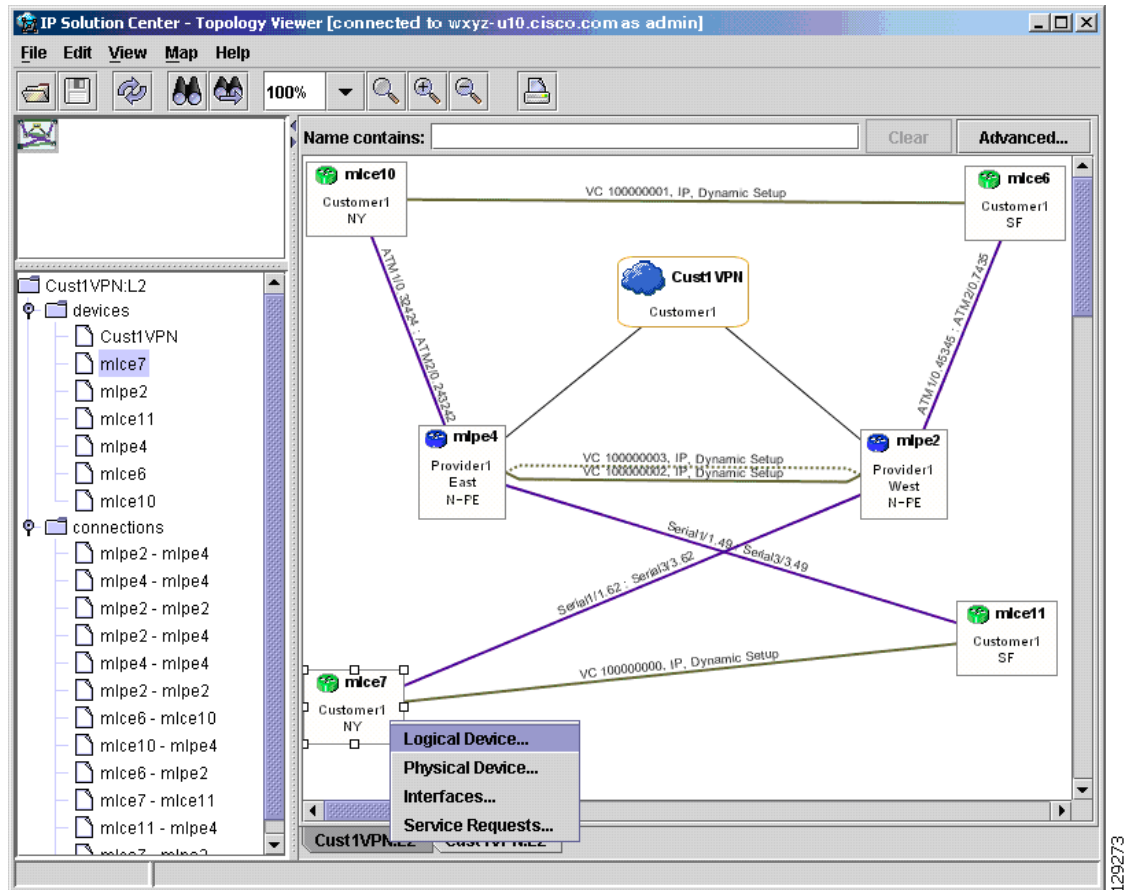 IP Solution Center - Topology Viewer [connected to wxyz-u10.cisco.com as admin]
File Edit View Map Help
100%
Name contains: Clear Advanced...
Cust1VPN:L2
devices
Cust1VPN
mlce7
mlpe2
mlce11
mlpe4
mlce6
mlce10
connections
mlpe2 - mlpe4
mlpe4 - mlpe4
mlpe2 - mlpe2
mlpe2 - mlpe4
mlpe4 - mlpe4
mlpe2 - mlpe2
mlce6 - mlce10
mlce10 - mlpe4
mlce6 - mlpe2
mlce7 - mlce11
mlce11 - mlpe4
mlce7 - mlpe2
mlce10
Customer1
NY
VC 100000001, IP, Dynamic Setup
mlce6
Customer1
SF
ATM1/0.32424 : ATM2/0.243242
Cust1VPN
Customer1
ATM1/0.45345 : ATM2/0.7435
mlpe4
Provider1
East
N-PE
VC 100000003, IP, Dynamic Setup
VC 100000002, IP, Dynamic Setup
mlpe2
Provider1
West
N-PE
Serial1/1.49 : Serial3/3.49
Serial1/1.62 : Serial3/3.62
mlce11
Customer1
SF
VC 100000000, IP, Dynamic Setup
mlce7
Customer1
NY
Logical Device...
Physical Device...
Interfaces...
Service Requests...
Cust1VPN:L2 Cust1VPN:L2
129273